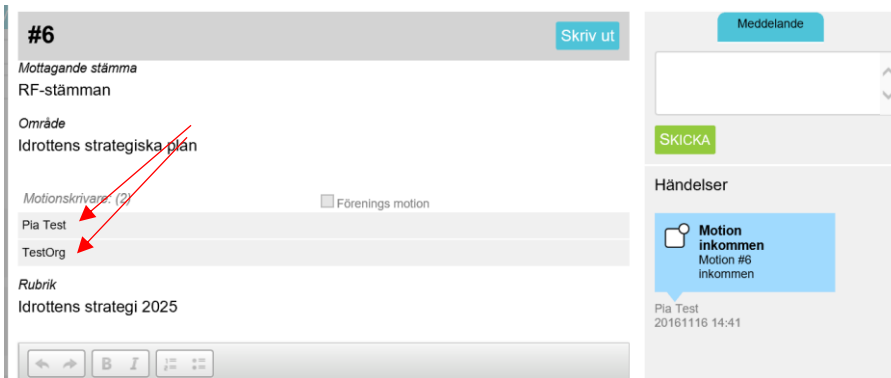 #6
Skriv ut
Mottagande stämma
RF-stämman
Område
Idrottens strategiska plan
Motionskrivare: (2)
Förenings motion
Pia Test
TestOrg
Rubrik
Idrottens strategi 2025
B I
Meddelande
SKICKA
Händelser
Motion
inkommen
Motion #6
inkommen
Pia Test
20161116 14:41